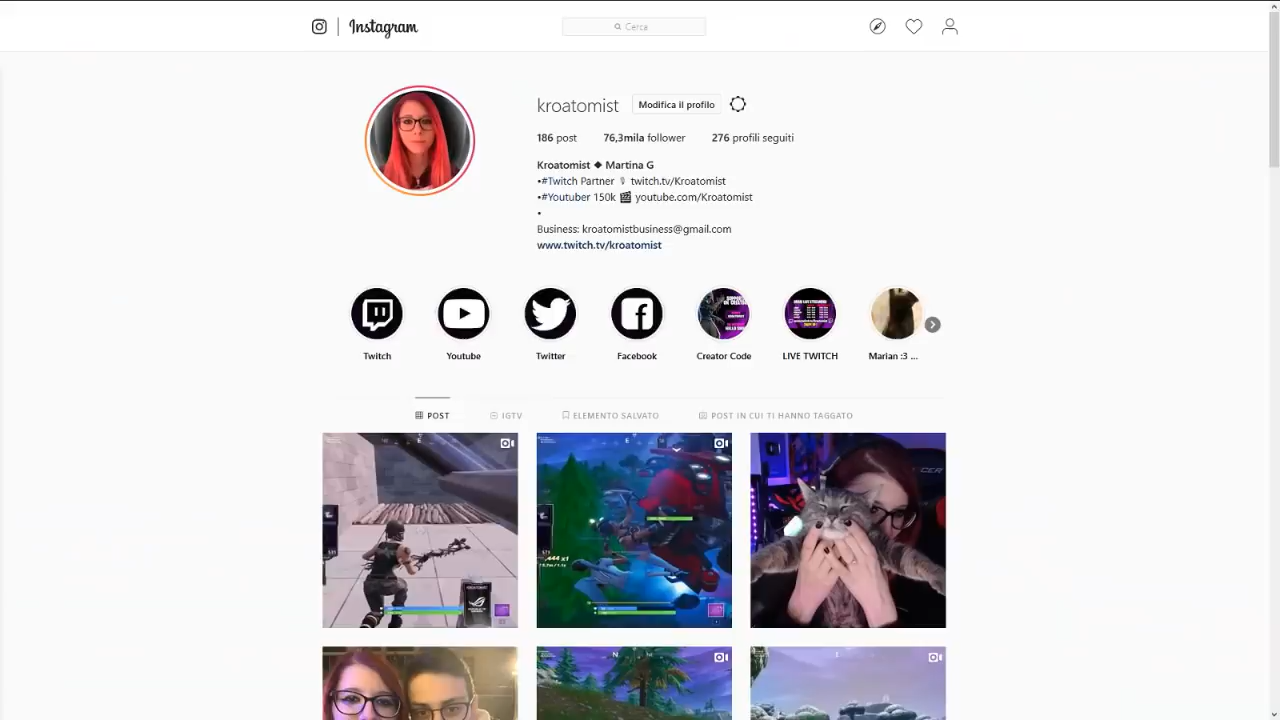 Instagram
Cerca
kroatomist Modifica il profilo
186 post 76,3mila follower 276 profili seguiti
Kroatomist ◆ Martina G
•#Twitch Partner 🎙 twitch.tv/Kroatomist
•#Youtuber 150k 🎬 youtube.com/Kroatomist
•
Business: kroatomistbusiness@gmail.com
www.twitch.tv/kroatomist
Twitch Youtube Twitter Facebook Creator Code LIVE TWITCH Marian :3 ...
POST IGTV ELEMENTO SALVATO POST IN CUI TI HANNO TAGGATO
E
E
N
E